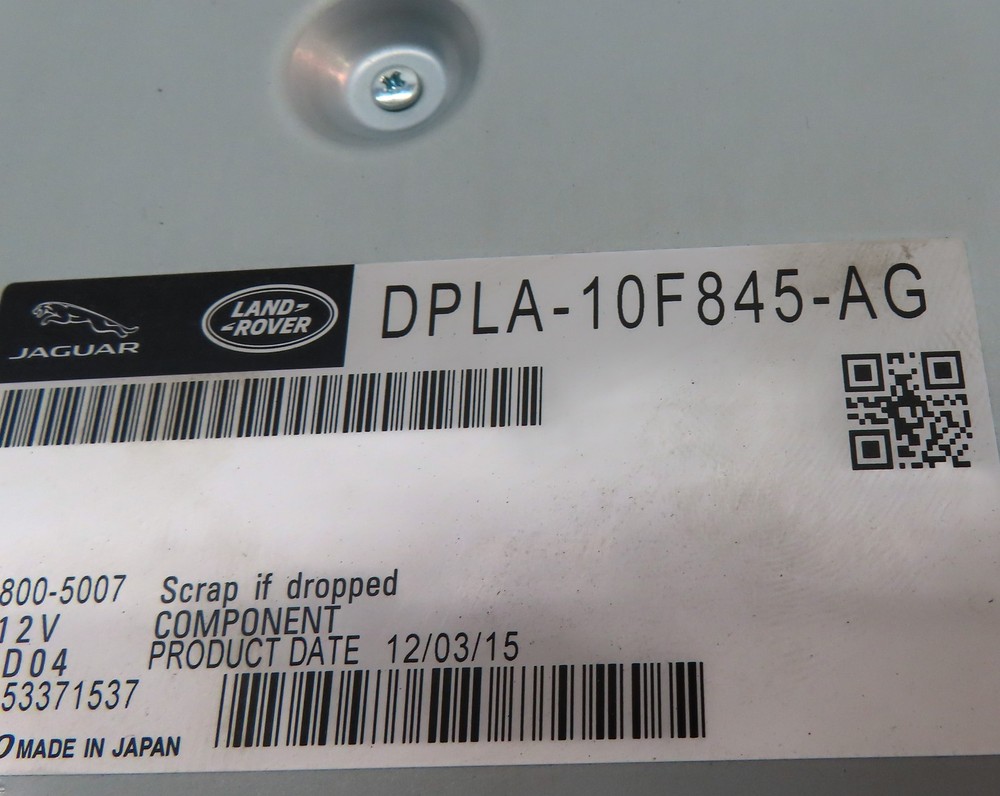 JAGUAR
LAND-
-ROVER
DPLA-10F845-AG
800-5007 Scrap if dropped
12V COMPONENT
D04 PRODUCT DATE 12/03/15
53371537
MADE IN JAPAN